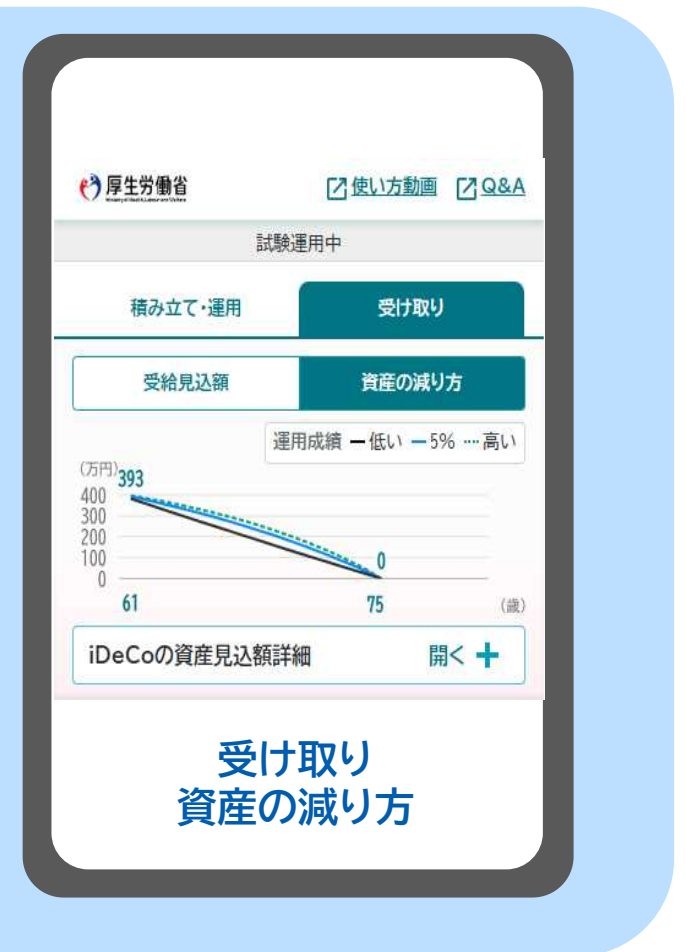 厚生労働省
使い方動画 Q&A
試験運用中
積み立て・運用 受け取り
受給見込額 資産の減り方
運用成績 低い 5% 高い
(万円) 393
400
300
200
100 0
0
61 75 (歳)
iDeCoの資産見込額詳細 開く +
受け取り
資産の減り方